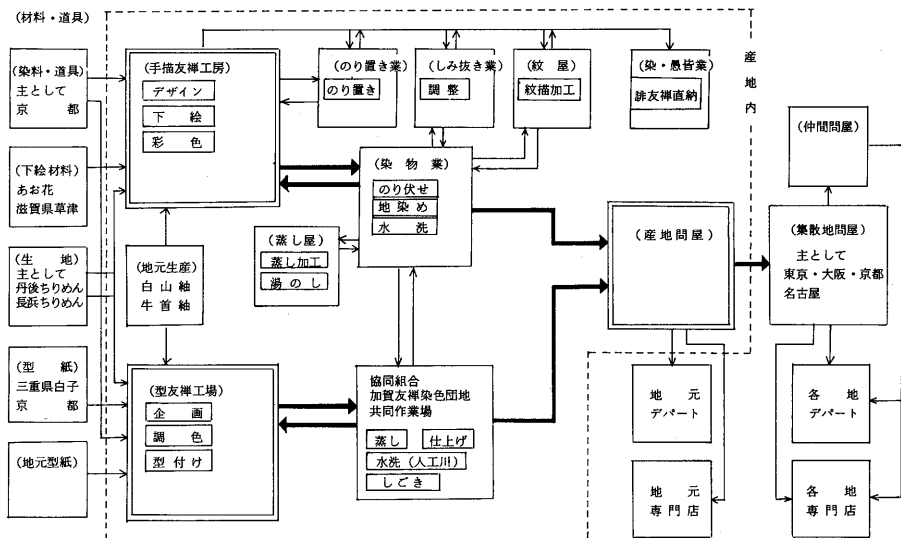 (材料・道具)
(染料・道具)
主として
京都
(下絵材料)
あお花
滋賀県草津
(生地)
主として
丹後ちりめん
長浜ちりめん
(型紙)
三重県白子
京都
(地元型紙)
(手描友禅工房)
デザイン
下絵
彩色
(地元生産)
白山紬
牛首紬
(型友禅工場)
企画
調色
型付け
(のり置き業)
のり置き
(しみ抜き業)
調整
(紋屋)
紋描加工
(染・愚皆業)
誹友禅直納
産地内
(染物業)
のり伏せ
地染め
水洗
(蒸し屋)
蒸し加工
湯のし
協同組合
加賀友禅染色団地
共同作業場
蒸し
仕上げ
水洗(人工川)
しごき
(産地問屋)
地元
デパート
地元
専門店
(仲間問屋)
(集散地問屋)
主として
東京・大阪・京都
名古屋
各地
デパート
各地
専門店